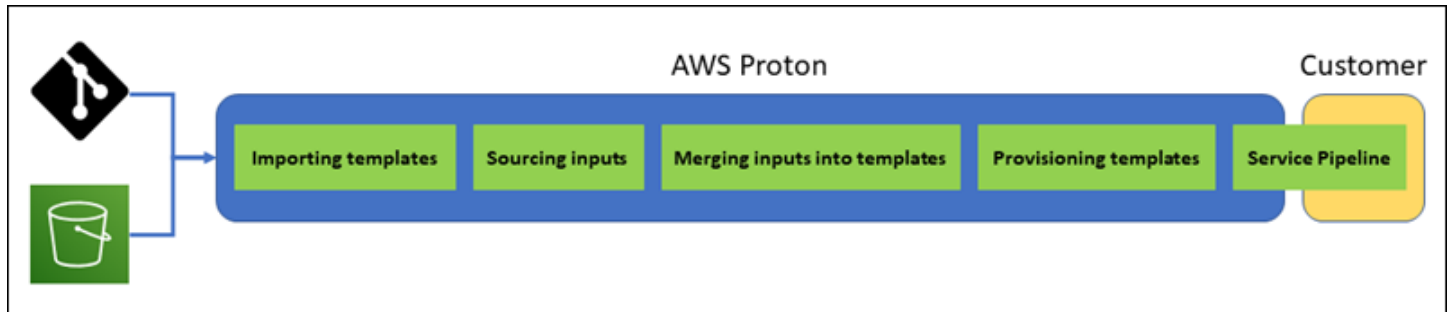 AWS Proton
Customer
Importing templates
Sourcing inputs
Merging inputs into templates
Provisioning templates
Service Pipeline